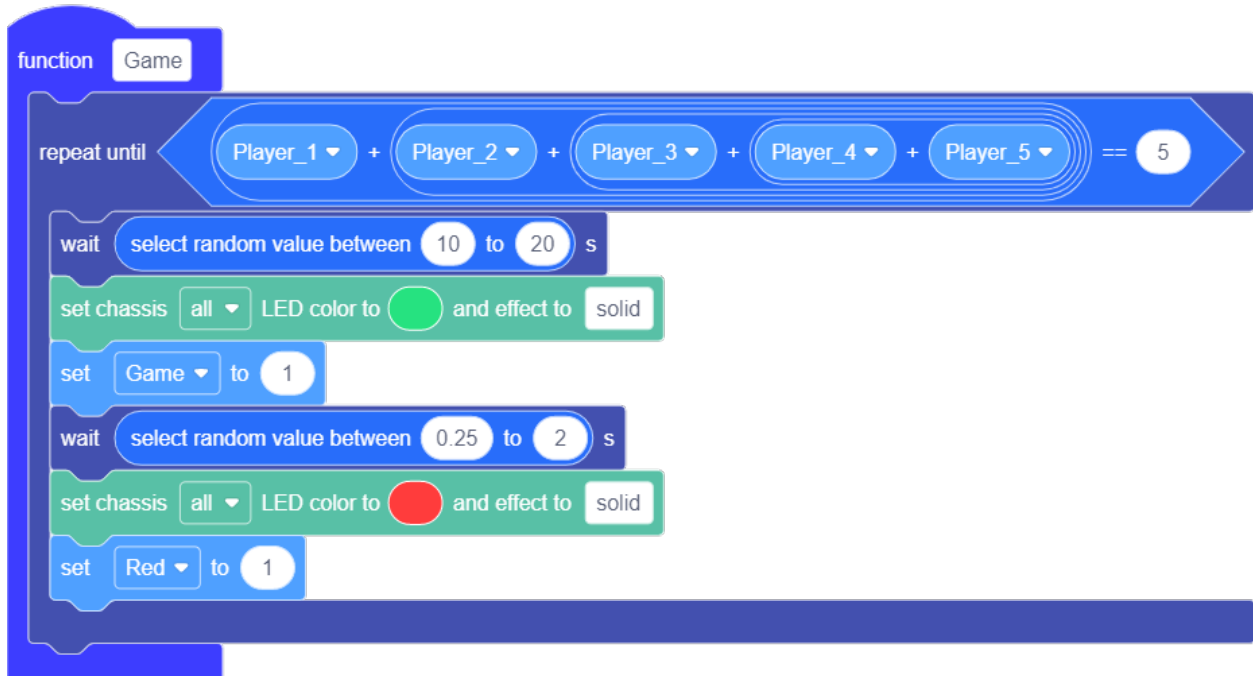 function Game
repeat until Player_1 + Player_2 + Player_3 + Player_4 + Player_5 == 5
wait select random value between 10 to 20 s
set chassis all LED color to and effect to solid
set Game to 1
wait select random value between 0.25 to 2 s
set chassis all LED color to and effect to solid
set Red to 1